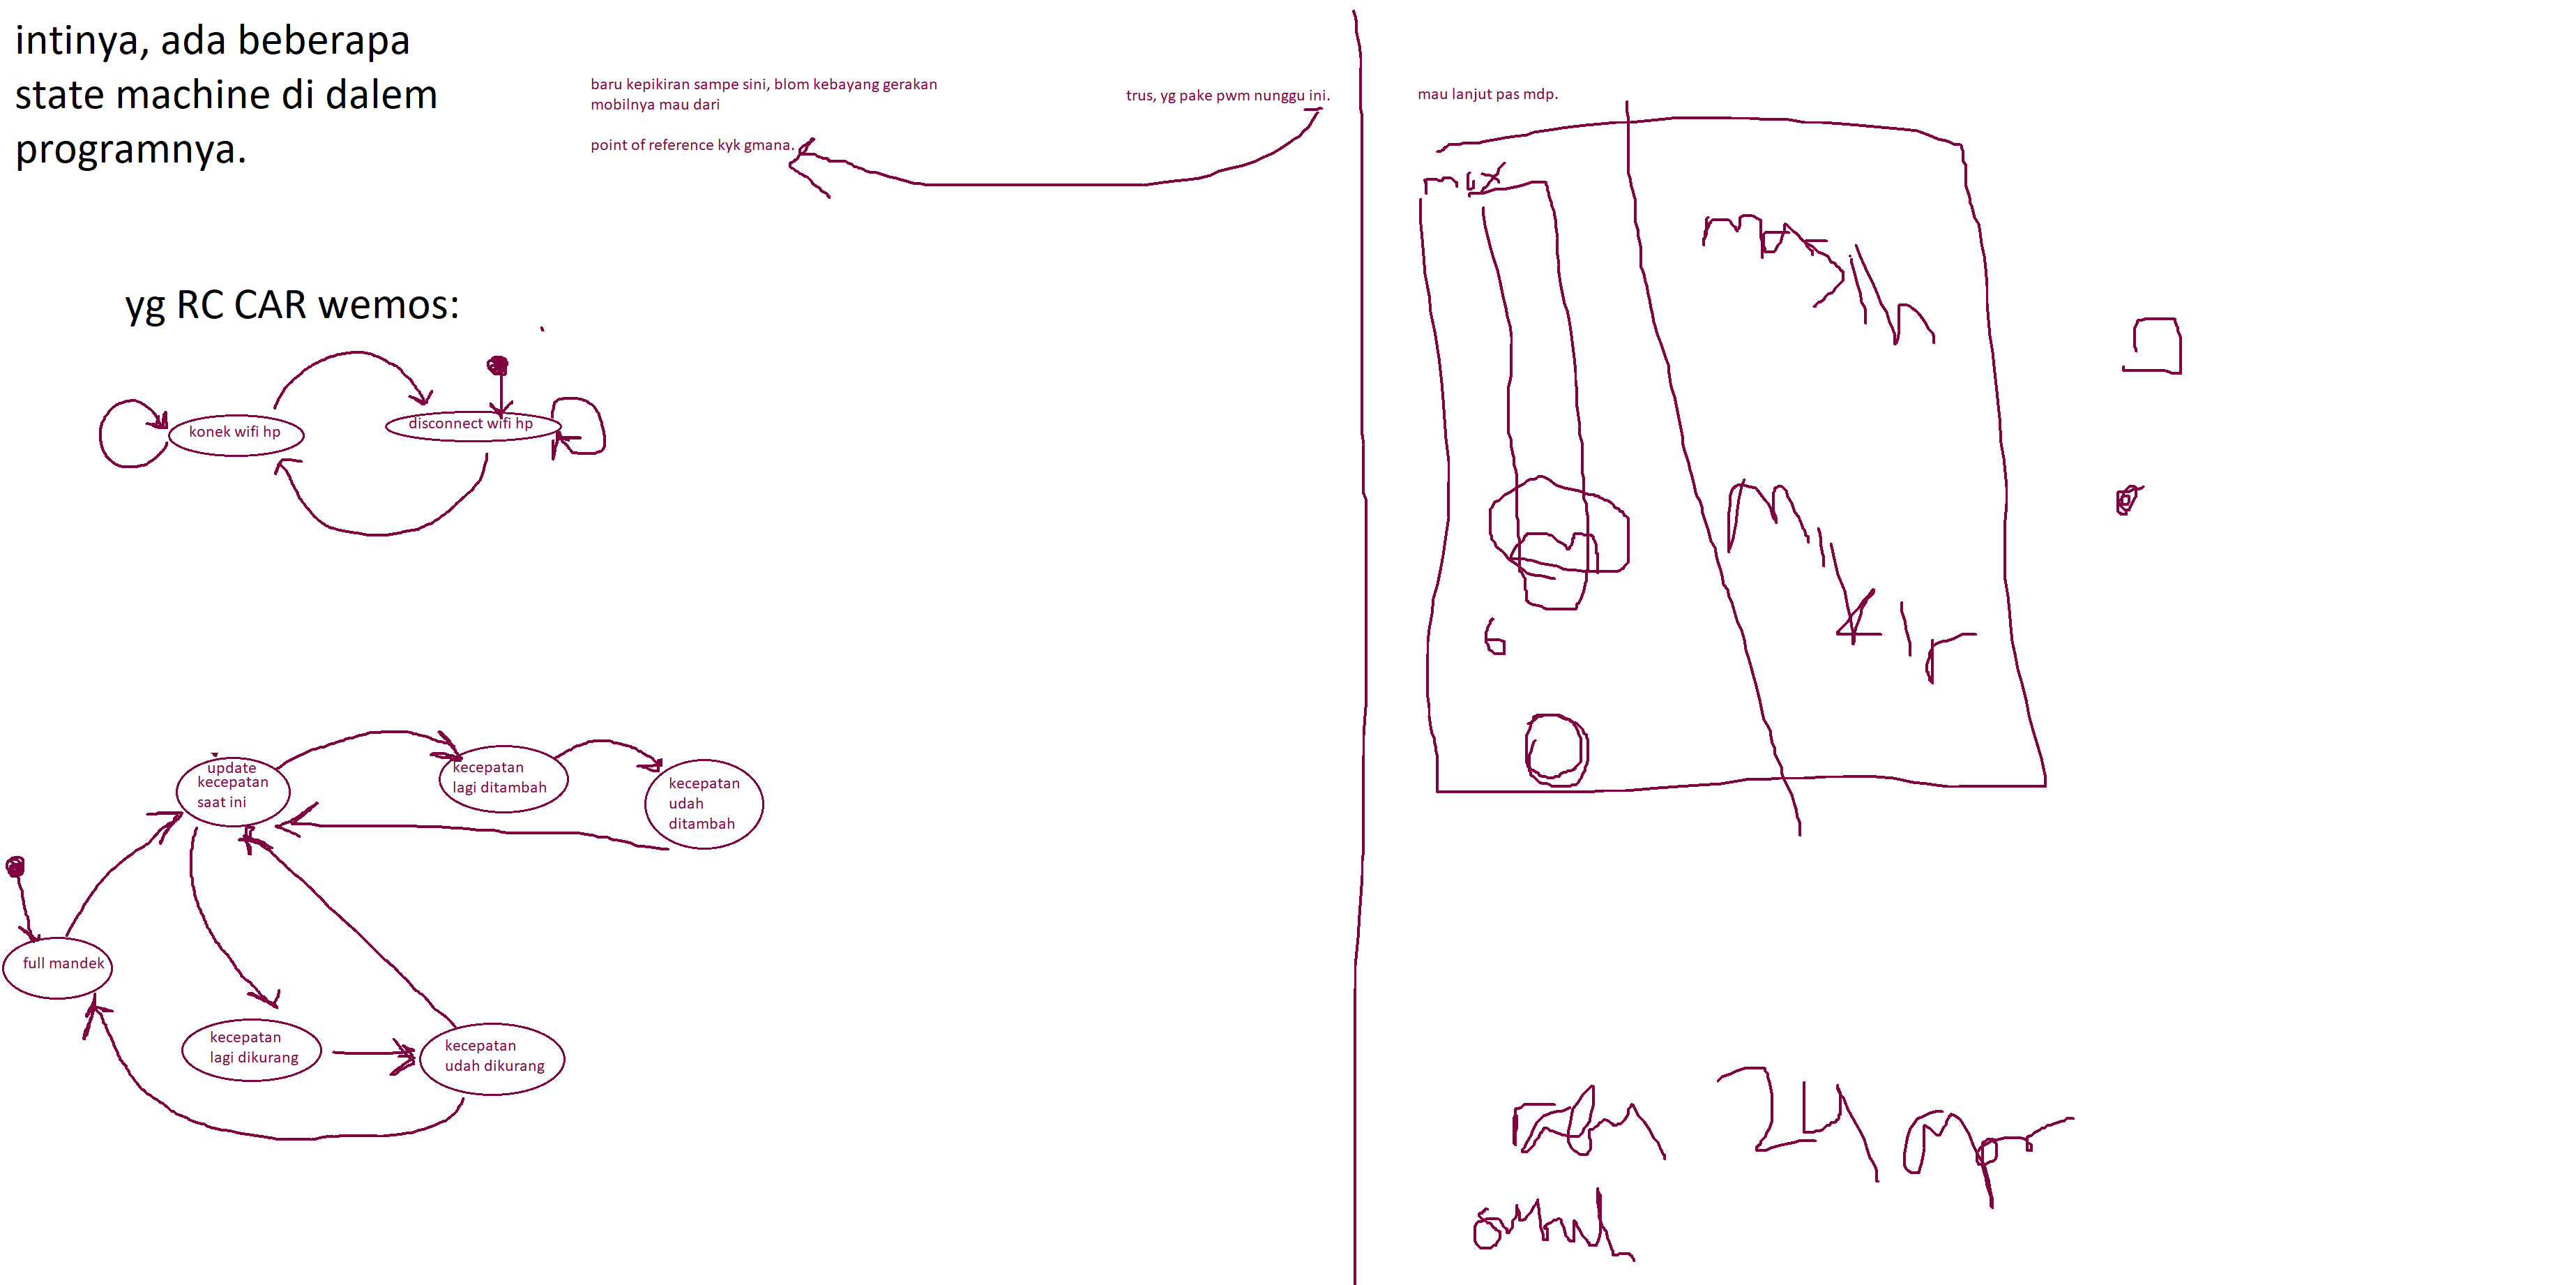 intinya, ada beberapa
state machine di dalem
programnya.
baru kepikiran sampe sini, blom kebayang gerakan
mobilnya mau dari
point of reference kyk gmana.
trus, yg pake pwm nunggu ini.
yg RC CAR wemos:
konek wifi hp
disconnect wifi hp
update
kecepatan
saat ini
kecepatan
lagi ditambah
kecepatan
udah
ditambah
full mandek
kecepatan
lagi dikurang
kecepatan
udah dikurang
mau lanjut pas mdp.
max